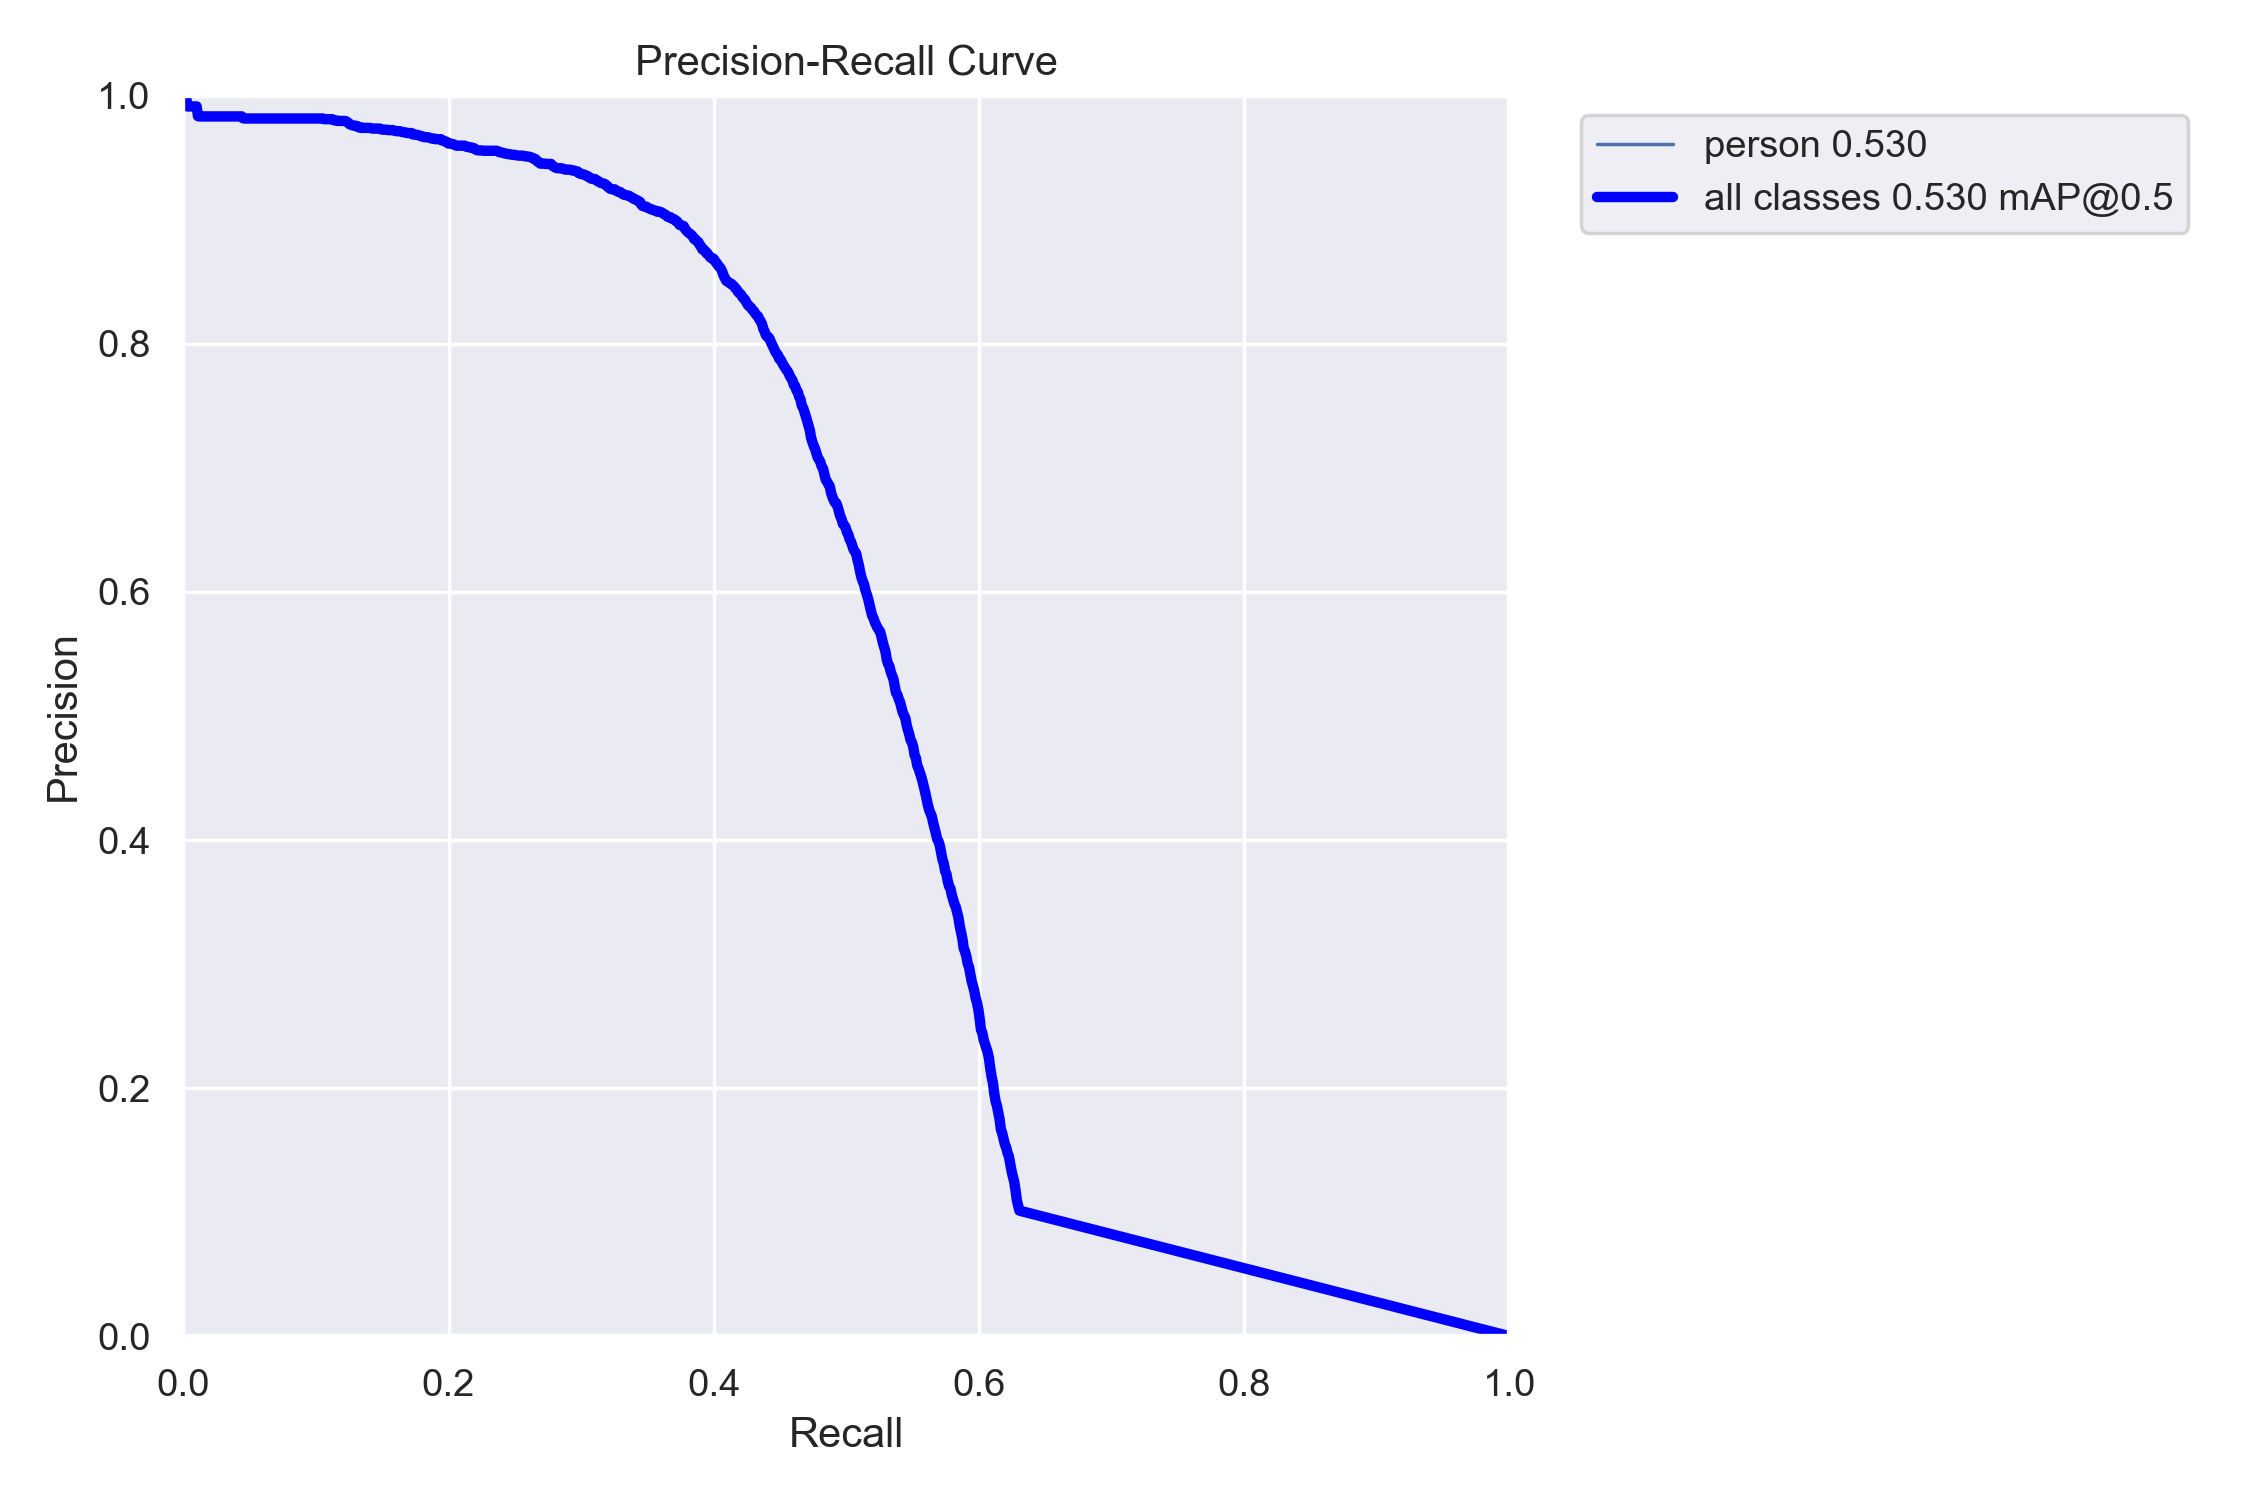 Precision-Recall Curve
1.0
0.8
0.6
0.4
0.2
0.0
Precision
0.0 0.2 0.4 0.6 0.8 1.0
Recall
person 0.530
all classes 0.530 mAP@0.5